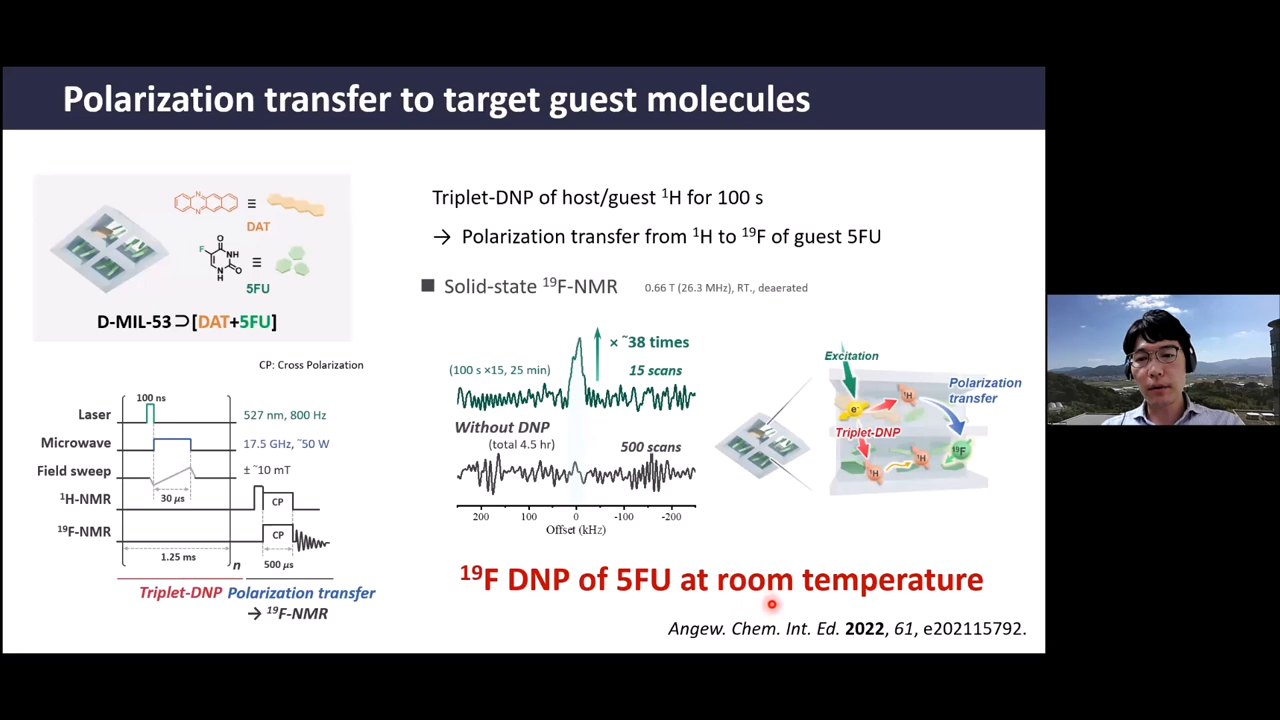 Polarization transfer to target guest molecules
N
N
DAT
F
O
NH
N
H
O
5FU
D-MIL-53⊃[DAT+5FU]
CP: Cross Polarization
100 ns
Laser
527 nm, 800 Hz
Microwave
17.5 GHz, ~50 W
Field sweep
± ~10 mT
30 µs
¹H-NMR
CP
¹⁹F-NMR
CP
1.25 ms
n
500 µs
Triplet-DNP
Polarization transfer
→ ¹⁹F-NMR
Triplet-DNP of host/guest ¹H for 100 s
→ Polarization transfer from ¹H to ¹⁹F of guest 5FU
■ Solid-state ¹⁹F-NMR
0.66 T (26.3 MHz), RT., deaerated
× ~38 times
(100 s ×15, 25 min)
15 scans
Without DNP
(total 4.5 hr)
500 scans
200 100 0 -100 -200
Offset (kHz)
Excitation
e⁻
¹H
Polarization
transfer
Triplet-DNP
¹⁹F
¹H
¹H
¹⁹F DNP of 5FU at room temperature
Angew. Chem. Int. Ed. 2022, 61, e202115792.